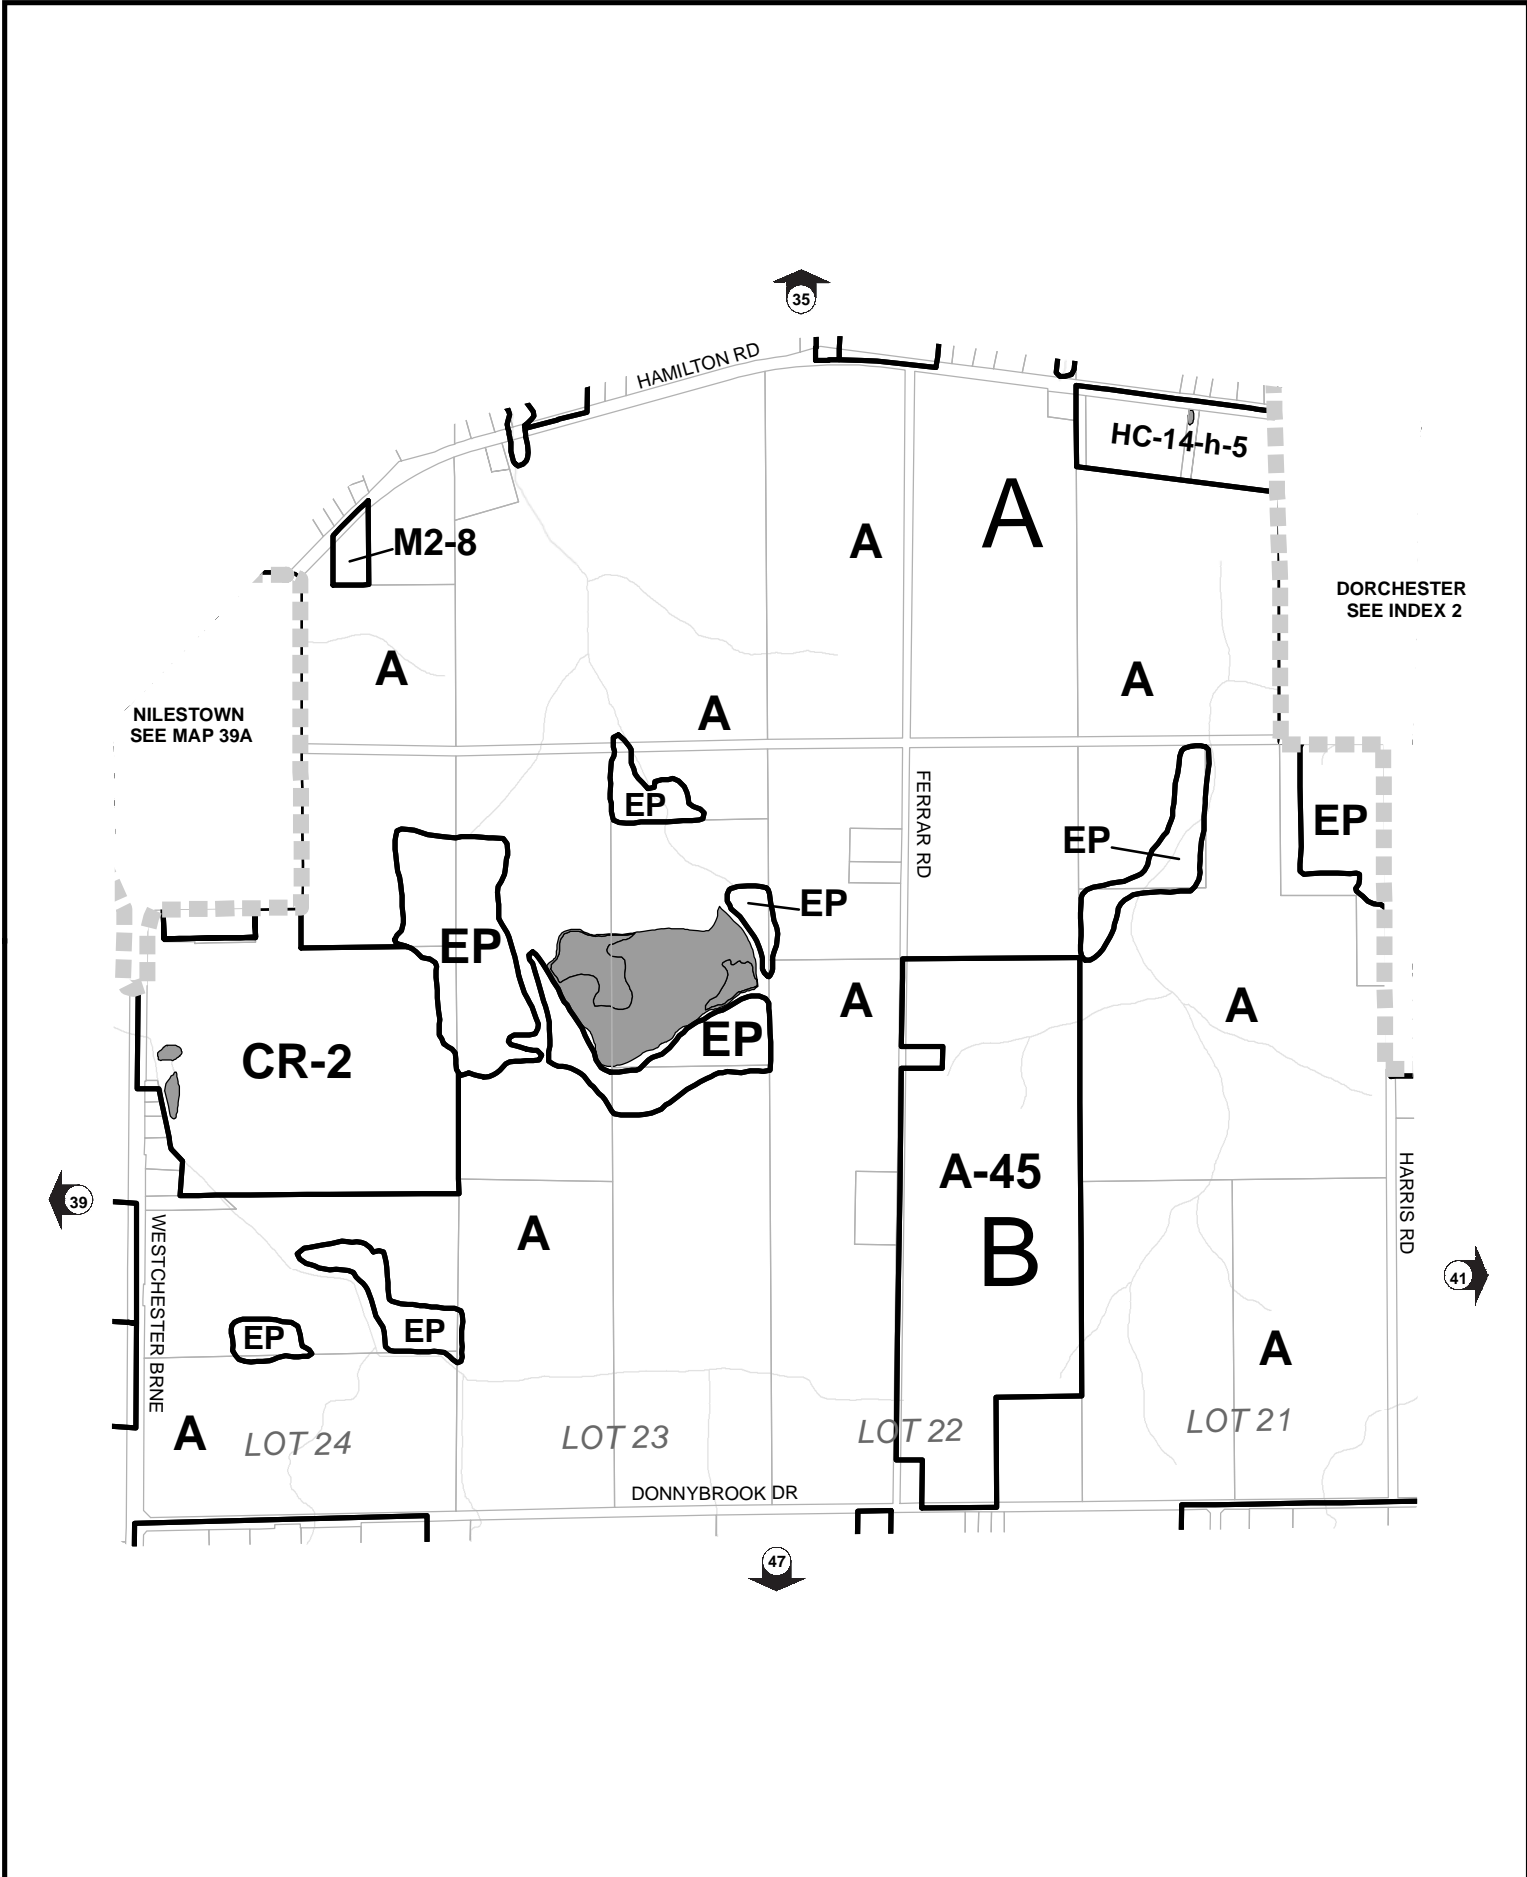 35
HAMILTON RD
HC-14-h-5
A
A
M2-8
DORCHESTER
SEE INDEX 2
A
A
A
NILESTOWN
SEE MAP 39A
FERRAR RD
EP
EP
EP
EP
EP
EP
A
A
EP
CR-2
A-45
HARRIS RD
39
WESTCHESTER BRNE
A
B
41
EP
EP
A
A
LOT 24
LOT 23
LOT 22
LOT 21
DONNYBROOK DR
47